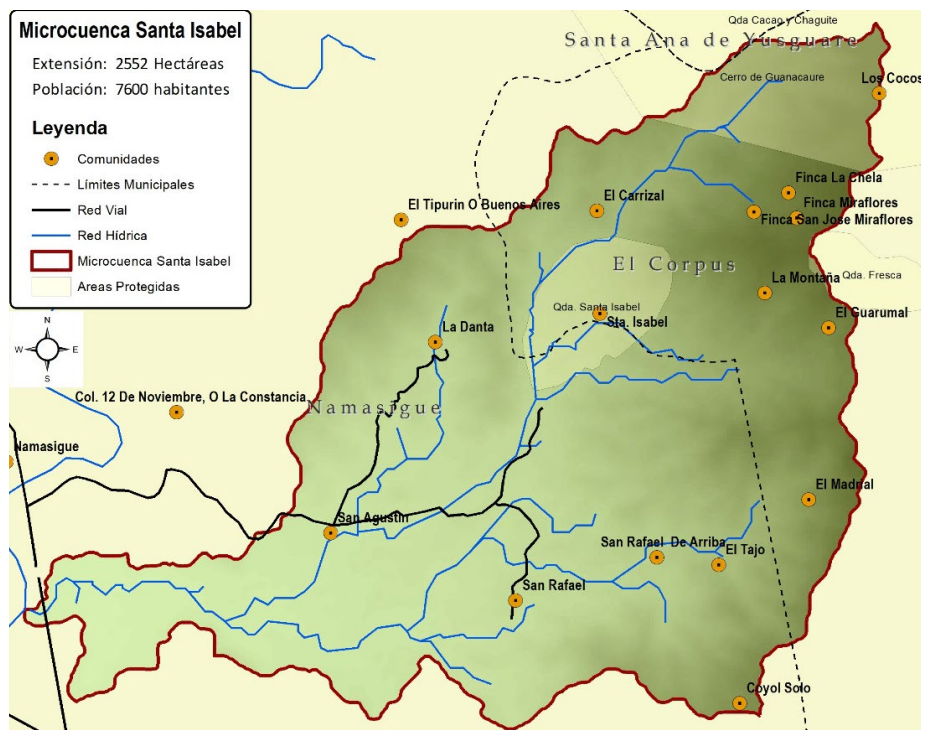 Microcuenca Santa Isabel
Extensión: 2552 Hectáreas
Población: 7600 habitantes
Leyenda
Comunidades
Límites Municipales
Red Vial
Red Hídrica
Microcuenca Santa Isabel
Areas Protegidas
N
W E
S
Qda Cacao y Chaguite
Santa Ana de Yusguare
Cerro de Guanacaure
Los Cocos
Finca La Chela
El Tipurin O Buenos Aires
El Carrizal
Finca Miraflores
Finca San Jose Miraflores
El Corpus
La Montaña
Qda. Fresca
Qda. Santa Isabel
El Guarumal
Sta. Isabel
La Danta
Col. 12 De Noviembre, O La Constancia
Namasigue
Namasigue
El Madrial
San Agustin
San Rafael De Arriba
El Tajo
San Rafael
Coyol Solo